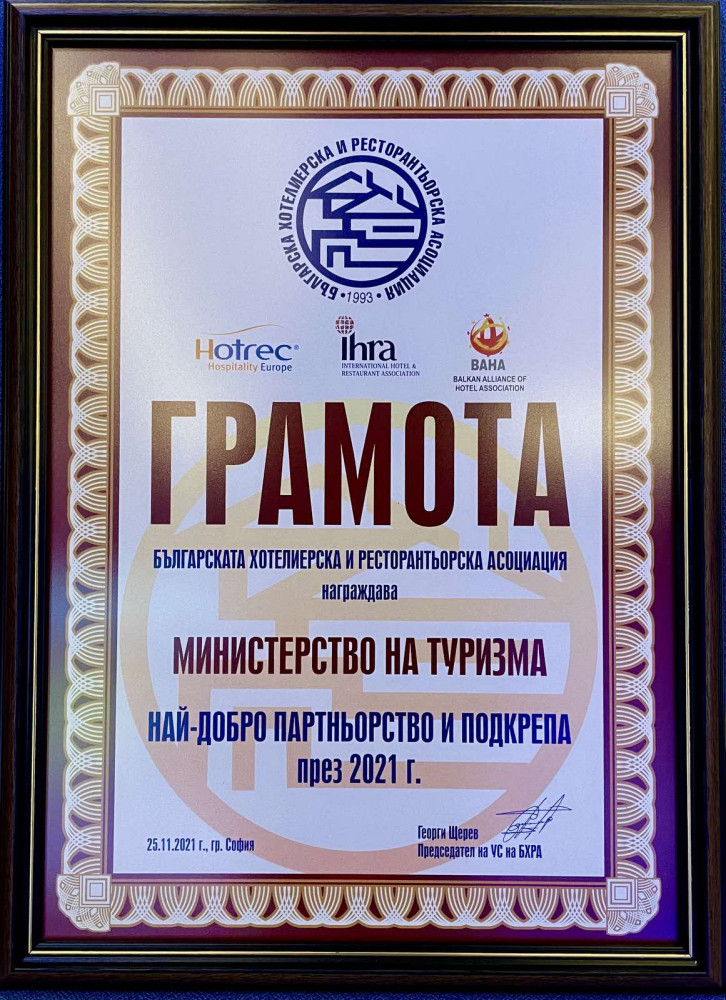 БЪЛГАРСКА ХОТЕЛИЕРСКА И РЕСТОРАНТЬОРСКА АСОЦИАЦИЯ
• 1993 •
Hotrec®
Hospitality Europe
Ihra
INTERNATIONAL HOTEL &
RESTAURANT ASSOCIATION
BAHA
BALKAN ALLIANCE OF
HOTEL ASSOCIATION
ГРАМОТА
БЪЛГАРСКАТА ХОТЕЛИЕРСКА И РЕСТОРАНТЬОРСКА АСОЦИАЦИЯ
награждава
МИНИСТЕРСТВО НА ТУРИЗМА
НАЙ-ДОБРО ПАРТНЬОРСТВО И ПОДКРЕПА
през 2021 г.
25.11.2021 г., гр. София
Георги Щерев
Председател на УС на БХРА